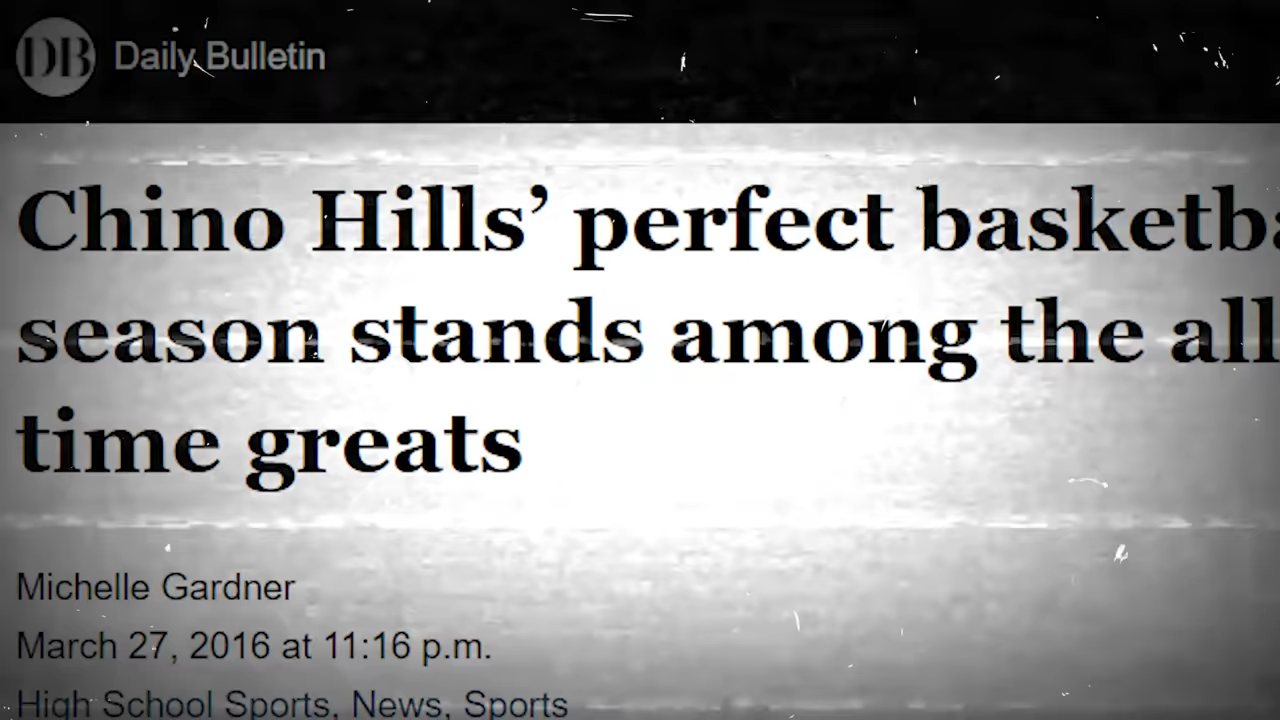 DB Daily Bulletin
Chino Hills’ perfect basketba
season stands among the all
time greats
Michelle Gardner
March 27, 2016 at 11:16 p.m.
High School Sports, News, Sports